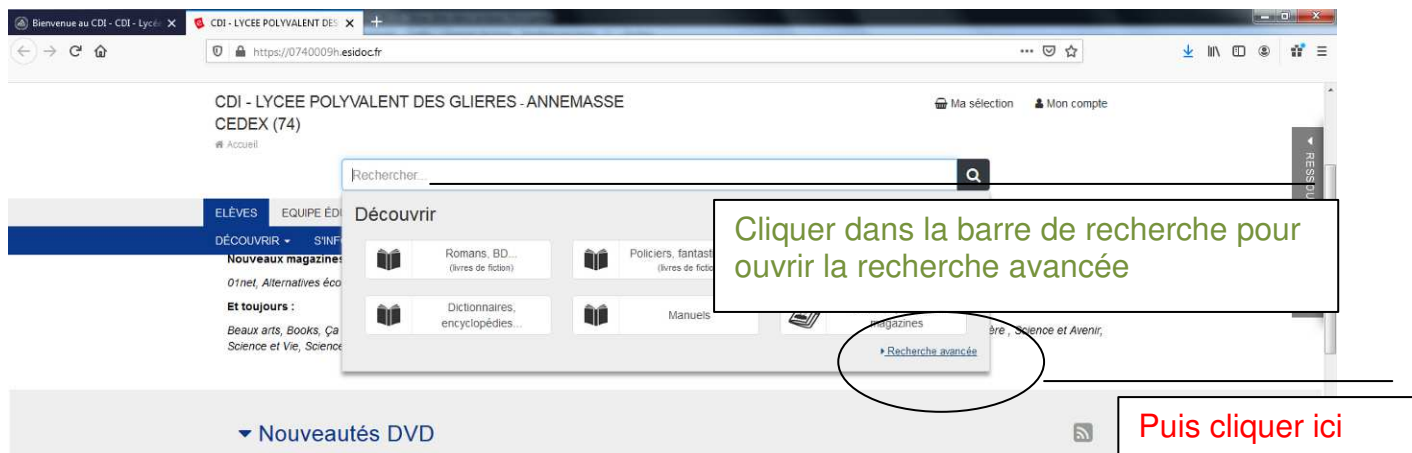 Bienvenue au CDI - CDI - Lycé
CDI - LYCEE POLYVALENT DES
https://0740009h.esidoc.fr
CDI - LYCEE POLYVALENT DES GLIERES - ANNEMASSE
CEDEX (74)
Accueil
Ma sélection
Mon compte
Rechercher...
RESSOU
ELÈVES
EQUIPE ÉD
Découvrir
DÉCOUVRIR
S'INF
Nouveaux magazines
01net, Alternatives éco
Et toujours :
Beaux arts, Books, Ça
Science et Vie, Science
Romans, BD...
(livres de fiction)
Policiers, fantast
(livres de fictio
Dictionnaires,
encyclopédies...
Manuels
magazines
ère , Science et Avenir,
Recherche avancée
Cliquer dans la barre de recherche pour
ouvrir la recherche avancée
Puis cliquer ici
Nouveautés DVD